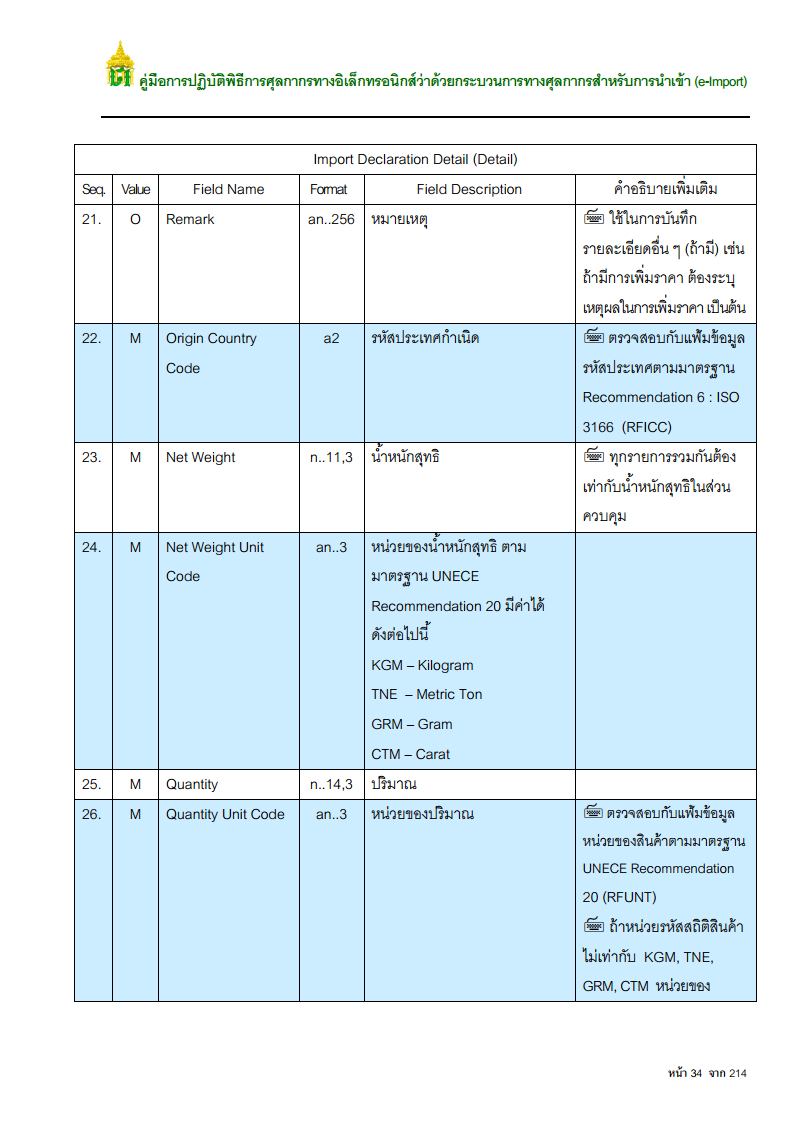 คู่มือการปฏิบัติพิธีการศุลกากรทางอิเล็กทรอนิกส์ว่าด้วยกระบวนการทางศุลกากรสำหรับการนำเข้า (e-Import)
Import Declaration Detail (Detail)
Seq. Value Field Name Format Field Description คำอธิบายเพิ่มเติม
21. O Remark an..256 หมายเหตุ ใช้ในการบันทึก
รายละเอียดอื่น ๆ (ถ้ามี) เช่น
ถ้ามีการเพิ่มราคา ต้องระบุ
เหตุผลในการเพิ่มราคา เป็นต้น
22. M Origin Country a2 รหัสประเทศกำเนิด ตรวจสอบกับแฟ้มข้อมูล
Code รหัสประเทศตามมาตรฐาน
Recommendation 6 : ISO
3166 (RFICC)
23. M Net Weight n..11,3 น้ำหนักสุทธิ ทุกรายการรวมกันต้อง
เท่ากับน้ำหนักสุทธิในส่วน
ควบคุม
24. M Net Weight Unit an..3 หน่วยของน้ำหนักสุทธิ ตาม
Code มาตรฐาน UNECE
Recommendation 20 มีค่าได้
ดังต่อไปนี้
KGM – Kilogram
TNE – Metric Ton
GRM – Gram
CTM – Carat
25. M Quantity n..14,3 ปริมาณ
26. M Quantity Unit Code an..3 หน่วยของปริมาณ ตรวจสอบกับแฟ้มข้อมูล
หน่วยของสินค้าตามมาตรฐาน
UNECE Recommendation
20 (RFUNT)
ถ้าหน่วยรหัสสถิติสินค้า
ไม่เท่ากับ KGM, TNE,
GRM, CTM หน่วยของ
หน้า 34 จาก 214